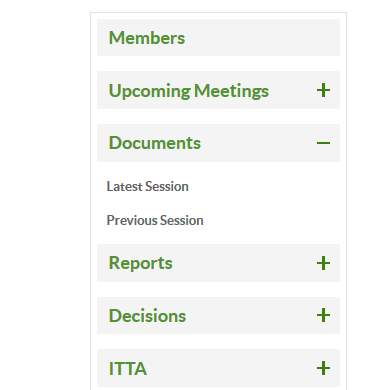 Members
Upcoming Meetings +
Documents −
Latest Session
Previous Session
Reports +
Decisions +
ITTA +